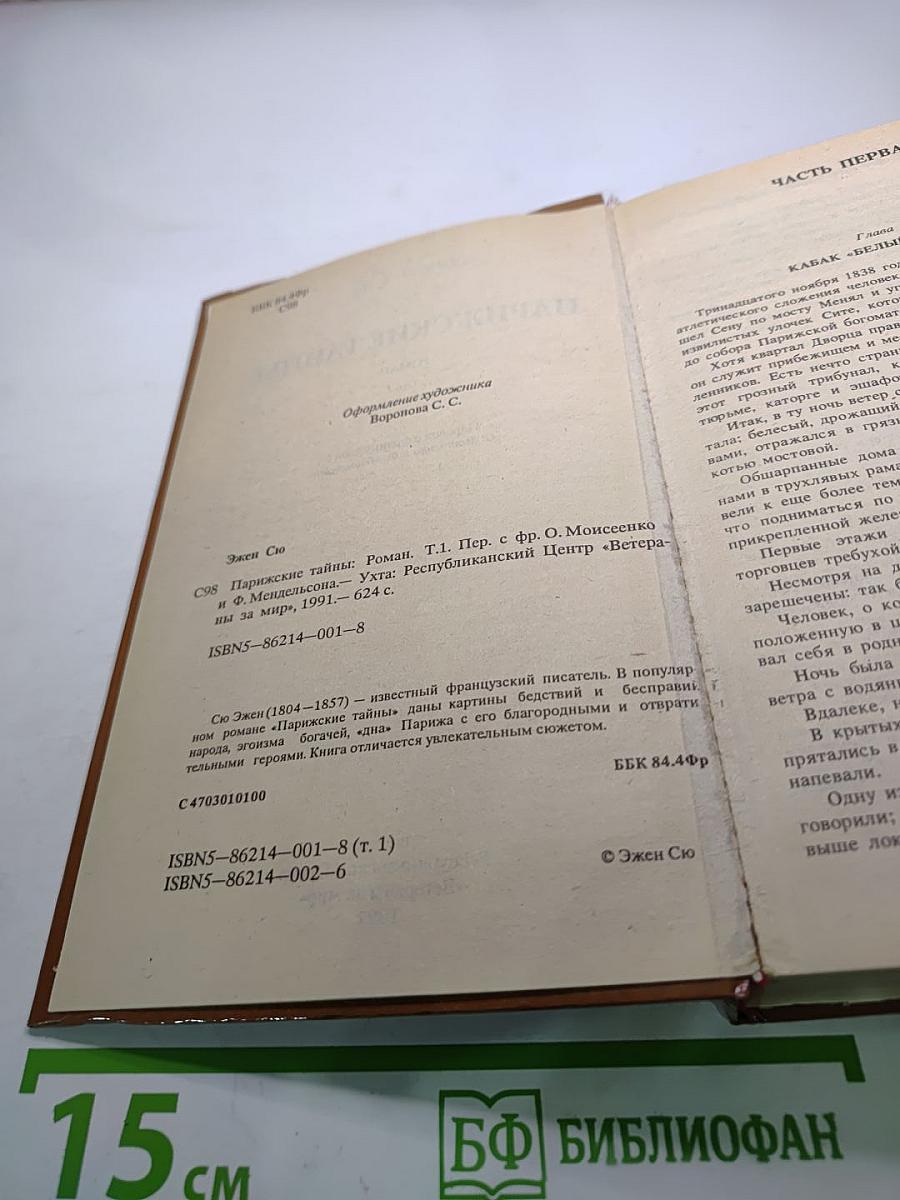 ББК 84.4Фр
С98
Оформление художника
Воронова С. С.
Эжен Сю
С98 Парижские тайны: Роман. Т.1. Пер. с фр. О. Моисеенко
и Ф. Мендельсона.— Ухта: Республиканский Центр «Ветера-
ны за мир», 1991.— 624 с.
ISBN5—86214—001—8
Сю Эжен (1804—1857) — известный французский писатель. В популяр-
ном романе «Парижские тайны» даны картины бедствий и бесправия
народа, эгоизма богачей, «дна» Парижа с его благородными и отврати
тельными героями. Книга отличается увлекательным сюжетом.
ББК 84.4Фр
С 4703010100
ISBN5—86214—001—8 (т. 1)
ISBN5—86214—002—6
© Эжен Сю
ЧАСТЬ ПЕРВА
Глава
КАБАК «БЕЛЫ
Тринадцатого ноября 1838 го
атлетического сложения человек
шел Сену по мосту Менял и уг
извилистых улочек Сите, кото
до собора Парижской богомат
Хотя квартал Дворца прав
он служит прибежищем и ме
ленников. Есть нечто стран
этот грозный трибунал, к
тюрьме, каторге и эшафо
Итак, в ту ночь ветер с
тала; белесый, дрожащий
вами, отражался в гряз
котью мостовой.
Обшарпанные дома
нами в трухлявых рама
вели к еще более тем
что подниматься по
прикрепленной желе
Первые этажи
торговцев требухой
Несмотря на д
зарешечены: так б
Человек, о ко
положенную в ц
вал себя в родн
Ночь была
ветра с водян
Вдалеке, н
В крытых
прятались в
напевали.
Одну из
говорили;
выше лок
15 см
БФ БИБЛИОФАН